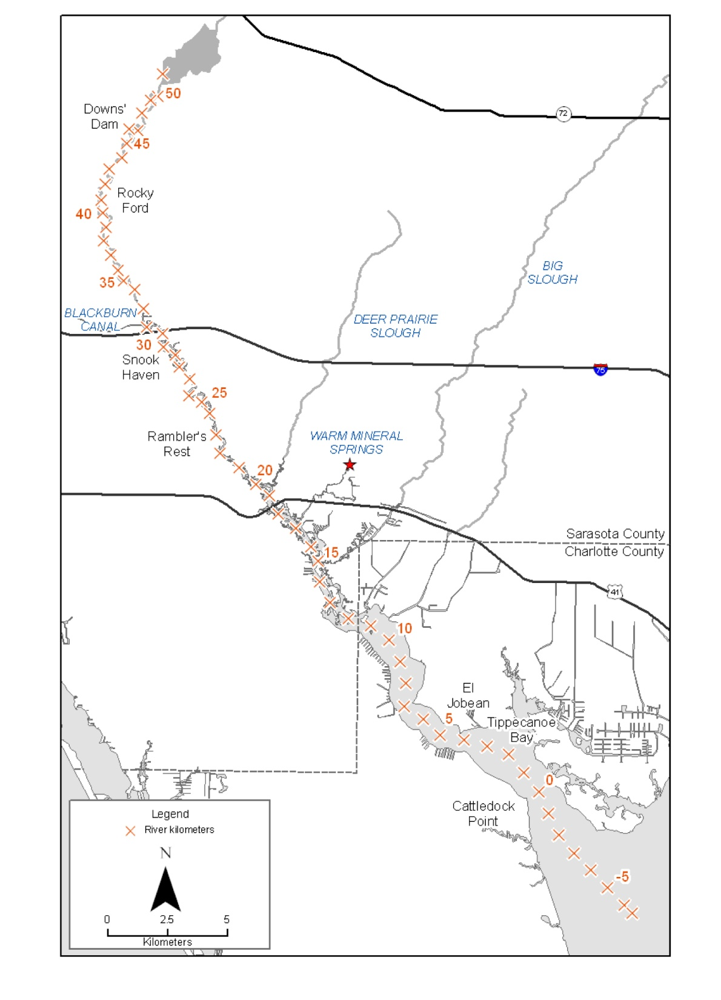 50
Downs'
Dam
72
45
Rocky
Ford
40
BIG
SLOUGH
35
BLACKBURN
CANAL
DEER PRAIRIE
SLOUGH
30
Snook
Haven
75
25
WARM MINERAL
SPRINGS
Rambler's
Rest
20
Sarasota County
15
Charlotte County
41
10
El
Jobean
5
Tippecanoe
Bay
0
Cattledock
Point
-5
Legend
River kilometers
N
0 2.5 5
Kilometers